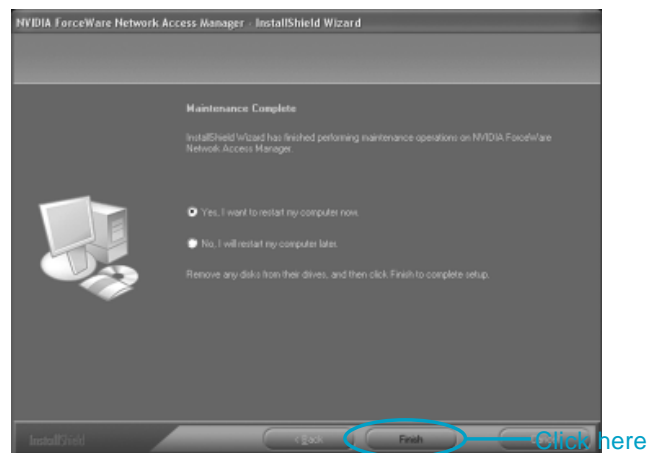 NVIDIA ForceWare Network Access Manager - InstallShield Wizard
Maintenance Complete
InstallShield Wizard has finished performing maintenance operations on NVIDIA ForceWare
Network Access Manager.
Yes, I want to restart my computer now.
No, I will restart my computer later.
Remove any disks from their drives, and then click Finish to complete setup.
InstallShield
< Back
Finish
Click here